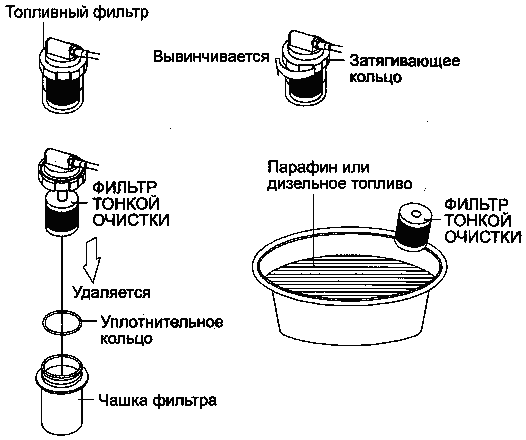 Топливный фильтр
Вывинчивается
Затягивающее
кольцо
ФИЛЬТР
ТОНКОЙ
ОЧИСТКИ
Удаляется
Уплотнительное
кольцо
Чашка фильтра
Парафин или
дизельное топливо
ФИЛЬТР
ТОНКОЙ
ОЧИСТКИ